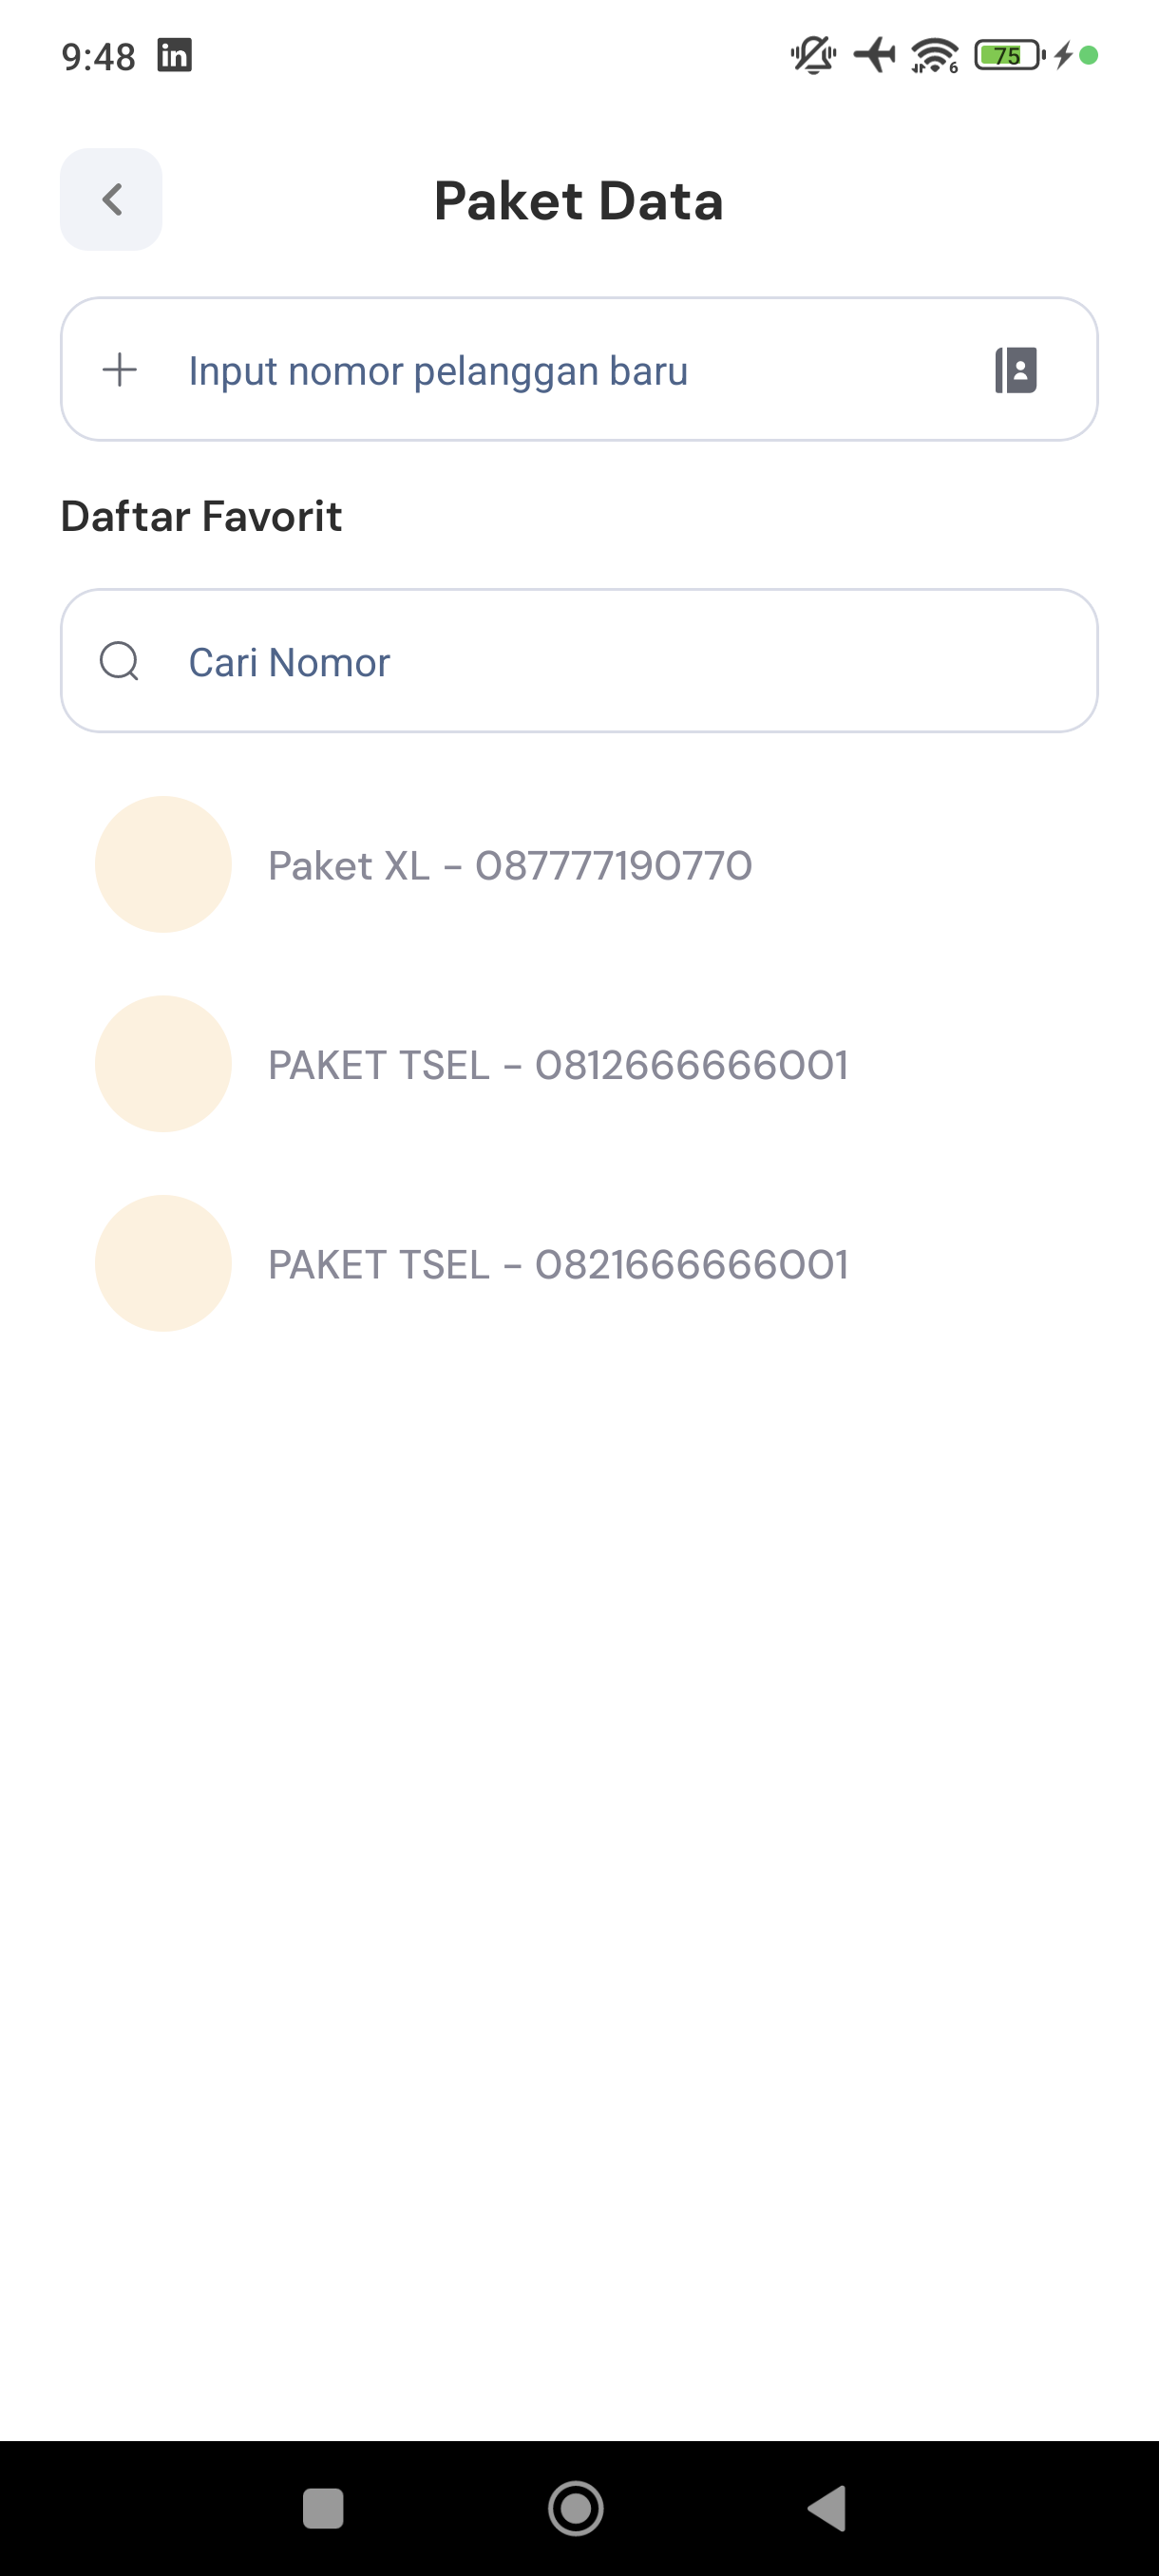 9:48
6
75
Paket Data
Input nomor pelanggan baru
Daftar Favorit
Cari Nomor
Paket XL - 087777190770
PAKET TSEL - 0812666666001
PAKET TSEL - 0821666666001